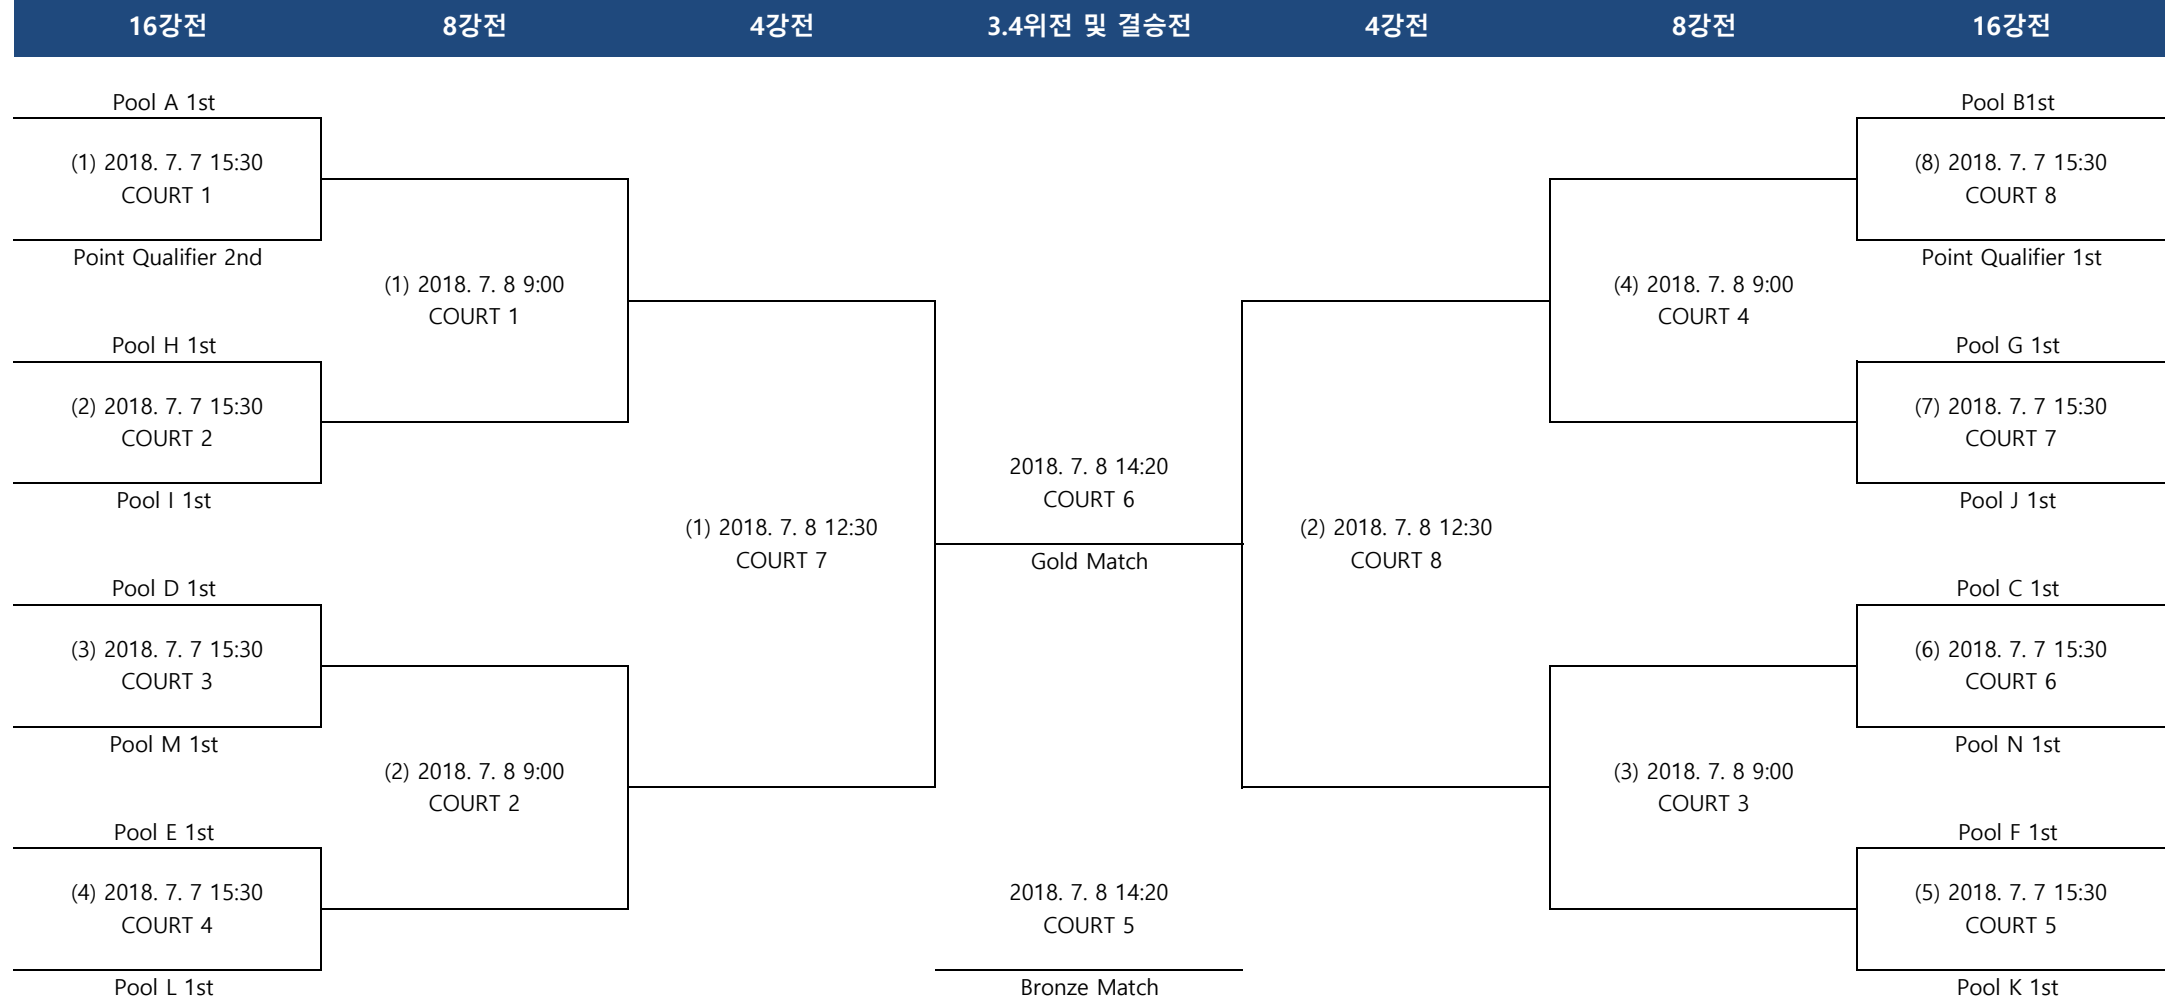 16강전 8강전 4강전 3.4위전 및 결승전 4강전 8강전 16강전
Pool A 1st Pool B1st
(1) 2018. 7. 7 15:30 (8) 2018. 7. 7 15:30
COURT 1 COURT 8
Point Qualifier 2nd Point Qualifier 1st
(1) 2018. 7. 8 9:00 (4) 2018. 7. 8 9:00
COURT 1 COURT 4
Pool H 1st Pool G 1st
(2) 2018. 7. 7 15:30 (7) 2018. 7. 7 15:30
COURT 2 COURT 7
2018. 7. 8 14:20
COURT 6
Pool I 1st Pool J 1st
(1) 2018. 7. 8 12:30 (2) 2018. 7. 8 12:30
COURT 7 Gold Match COURT 8
Pool D 1st Pool C 1st
(3) 2018. 7. 7 15:30 (6) 2018. 7. 7 15:30
COURT 3 COURT 6
Pool M 1st Pool N 1st
(2) 2018. 7. 8 9:00 (3) 2018. 7. 8 9:00
COURT 2 COURT 3
Pool E 1st Pool F 1st
(4) 2018. 7. 7 15:30 2018. 7. 8 14:20 (5) 2018. 7. 7 15:30
COURT 4 COURT 5 COURT 5
Pool L 1st Bronze Match Pool K 1st